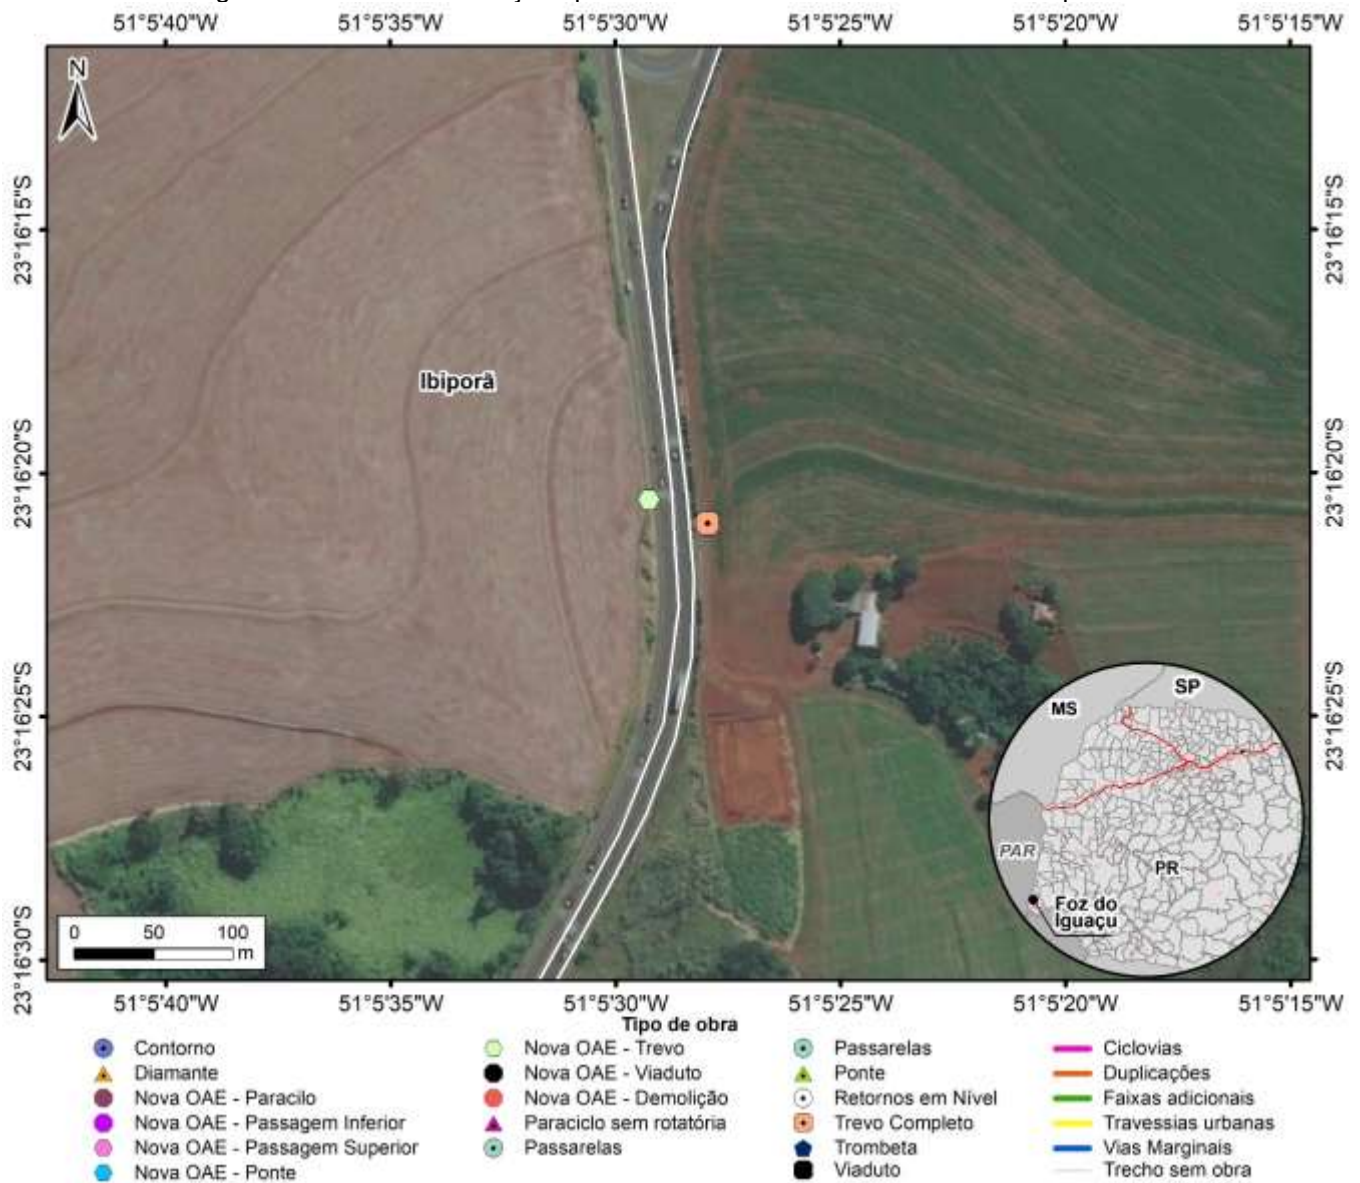 51°5'40"W 51°5'35"W 51°5'30"W 51°5'25"W 51°5'20"W 51°5'15"W
N
23°16'15"S 23°16'15"S
Ibiporã
23°16'20"S 23°16'20"S
23°16'25"S 23°16'25"S
SP
MS
PAR
PR
Foz do
Iguaçu
0 50 100
m
23°16'30"S
51°5'40"W 51°5'35"W 51°5'30"W 51°5'25"W 51°5'20"W 51°5'15"W
Tipo de obra
Contorno
Diamante
Nova OAE - Paracilo
Nova OAE - Passagem Inferior
Nova OAE - Passagem Superior
Nova OAE - Ponte
Nova OAE - Trevo
Nova OAE - Viaduto
Nova OAE - Demolição
Paraciclo sem rotatória
Passarelas
Passarelas
Ponte
Retornos em Nível
Trevo Completo
Trombeta
Viaduto
Ciclovias
Duplicações
Faixas adicionais
Travessias urbanas
Vias Marginais
Trecho sem obra